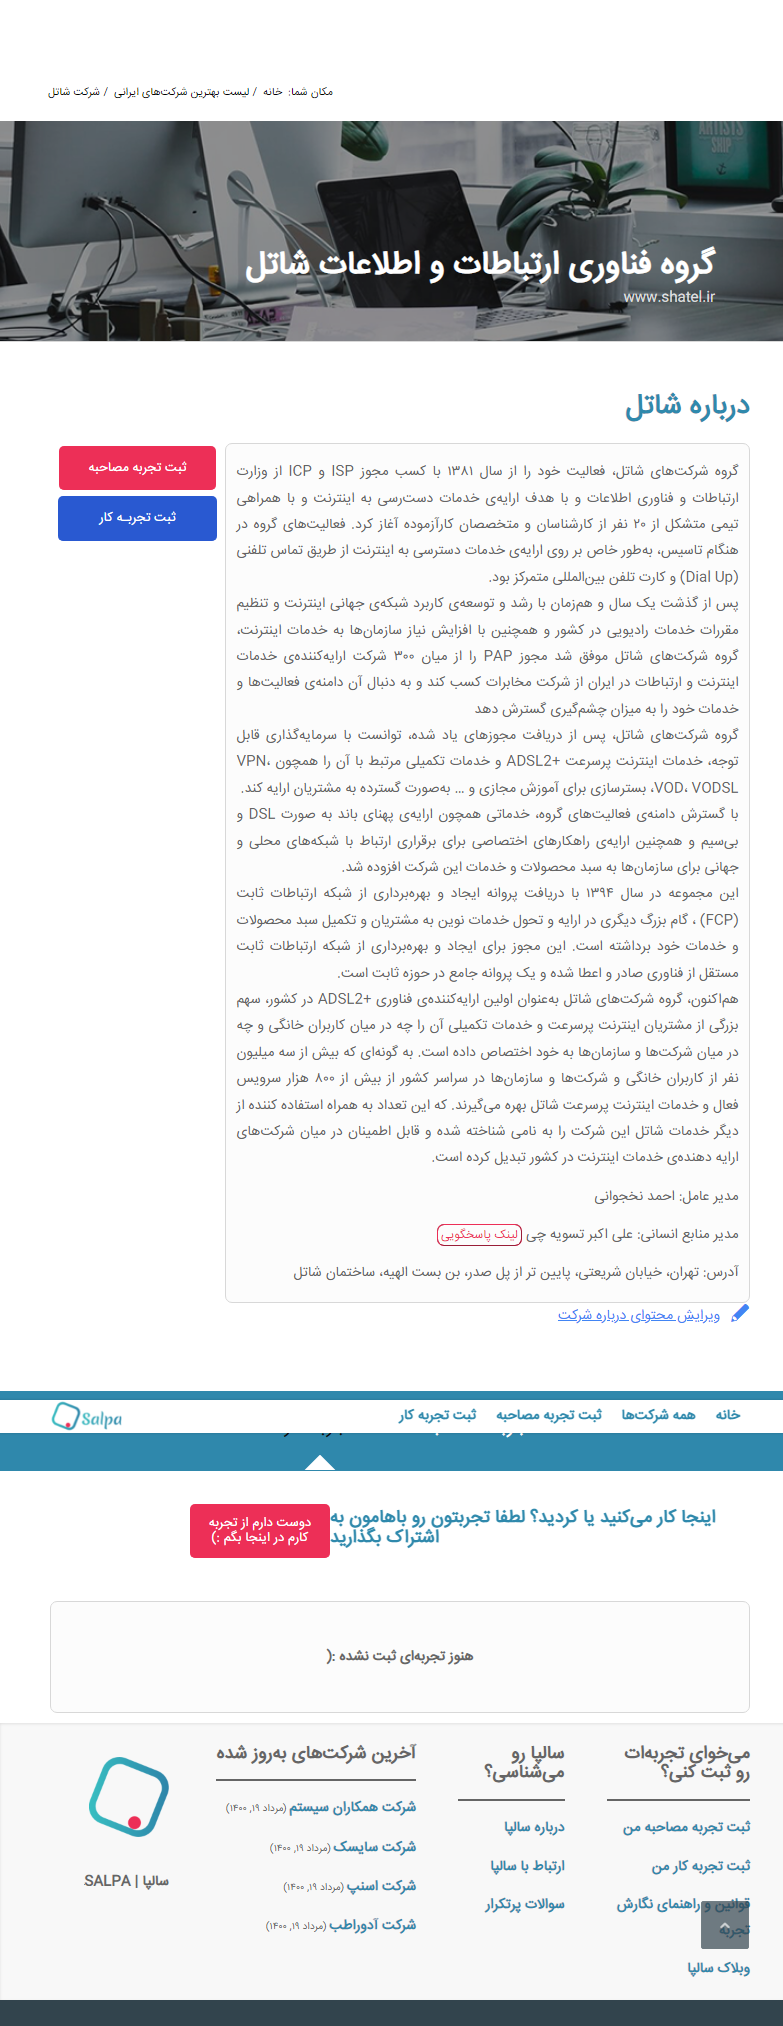 مکان شما: خانه / لیست بهترین شرکت‌های ایرانی / شرکت شاتل
ARTISTS
SHIP
گروه فناوری ارتباطات و اطلاعات شاتل
www.shatel.ir
درباره شاتل
ثبت تجربه مصاحبه
ثبت تجربـه کار
گروه شرکت‌های شاتل، فعالیت خود را از سال ۱۳۸۱ با کسب مجوز ISP و ICP از وزارت
ارتباطات و فناوری اطلاعات و با هدف ارایه‌ی خدمات دست‌رسی به اینترنت و با همراهی
تیمی متشکل از ۲۰ نفر از کارشناسان و متخصصان کارآزموده آغاز کرد. فعالیت‌های گروه در
هنگام تاسیس، به‌طور خاص بر روی ارایه‌ی خدمات دسترسی به اینترنت از طریق تماس تلفنی
(Dial Up) و کارت تلفن بین‌المللی متمرکز بود.
پس از گذشت یک سال و هم‌زمان با رشد و توسعه‌ی کاربرد شبکه‌ی جهانی اینترنت و تنظیم
مقررات خدمات رادیویی در کشور و همچنین با افزایش نیاز سازمان‌ها به خدمات اینترنت،
گروه شرکت‌های شاتل موفق شد مجوز PAP را از میان ۳۰۰ شرکت ارایه‌کننده‌ی خدمات
اینترنت و ارتباطات در ایران از شرکت مخابرات کسب کند و به دنبال آن دامنه‌ی فعالیت‌ها و
خدمات خود را به میزان چشم‌گیری گسترش دهد
گروه شرکت‌های شاتل، پس از دریافت مجوزهای یاد شده، توانست با سرمایه‌گذاری قابل
توجه، خدمات اینترنت پرسرعت +ADSL2 و خدمات تکمیلی مرتبط با آن را همچون VPN،
VOD، VODSL، بسترسازی برای آموزش مجازی و … به‌صورت گسترده به مشتریان ارایه کند.
با گسترش دامنه‌ی فعالیت‌های گروه، خدماتی همچون ارایه‌ی پهنای باند به صورت DSL و
بی‌سیم و همچنین ارایه‌ی راهکارهای اختصاصی برای برقراری ارتباط با شبکه‌های محلی و
جهانی برای سازمان‌ها به سبد محصولات و خدمات این شرکت افزوده شد.
این مجموعه در سال ۱۳۹۴ با دریافت پروانه ایجاد و بهره‌برداری از شبکه ارتباطات ثابت
(FCP) ، گام بزرگ دیگری در ارایه و تحول خدمات نوین به مشتریان و تکمیل سبد محصولات
و خدمات خود برداشته است. این مجوز برای ایجاد و بهره‌برداری از شبکه ارتباطات ثابت
مستقل از فناوری صادر و اعطا شده و یک پروانه جامع در حوزه ثابت است.
هم‌اکنون، گروه شرکت‌های شاتل به‌عنوان اولین ارایه‌کننده‌ی فناوری +ADSL2 در کشور، سهم
بزرگی از مشتریان اینترنت پرسرعت و خدمات تکمیلی آن را چه در میان کاربران خانگی و چه
در میان شرکت‌ها و سازمان‌ها به خود اختصاص داده است. به گونه‌ای که بیش از سه میلیون
نفر از کاربران خانگی و شرکت‌ها و سازمان‌ها در سراسر کشور از بیش از ۸۰۰ هزار سرویس
فعال و خدمات اینترنت پرسرعت شاتل بهره می‌گیرند. که این تعداد به همراه استفاده کننده از
دیگر خدمات شاتل این شرکت را به نامی شناخته شده و قابل اطمینان در میان شرکت‌های
ارایه دهنده‌ی خدمات اینترنت در کشور تبدیل کرده است.
مدیر عامل: احمد نخجوانی
مدیر منابع انسانی: علی اکبر تسویه چی لینک پاسخگویی
آدرس: تهران، خیابان شریعتی، پایین تر از پل صدر، بن بست الهیه، ساختمان شاتل
ویرایش محتوای درباره شرکت
خانه همه شرکت‌ها ثبت تجربه مصاحبه ثبت تجربه کار
Salpa
اینجا کار می‌کنید یا کردید؟ لطفا تجربتون رو باهامون به
اشتراک بگذارید
دوست دارم از تجربه
کارم در اینجا بگم :)
هنوز تجربه‌ای ثبت نشده :(
می‌خوای تجربه‌ات
رو ثبت کنی؟
ثبت تجربه مصاحبه من
ثبت تجربه کار من
قوانین و راهنمای نگارش
تجربه
وبلاگ سالپا
سالپا رو
می‌شناسی؟
درباره سالپا
ارتباط با سالپا
سوالات پرتکرار
آخرین شرکت‌های به‌روز شده
شرکت همکاران سیستم (مرداد ۱۹, ۱۴۰۰)
شرکت سایسک (مرداد ۱۹, ۱۴۰۰)
شرکت اسنپ (مرداد ۱۹, ۱۴۰۰)
شرکت آدوراطب (مرداد ۱۹, ۱۴۰۰)
سالپا | SALPA